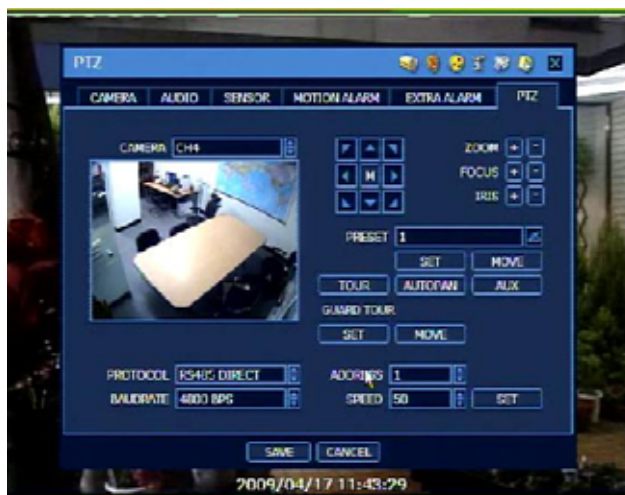 PTZ
CAMERA AUDIO SENSOR MOTION ALARM EXTRA ALARM PTZ
CAMERA CH4
ZOOM + -
M
FOCUS + -
IRIS + -
PRESET 1
SET MOVE
TOUR AUTOPAN AUX
GUARD TOUR
SET MOVE
PROTOCOL RS485 DIRECT ADDRESS 1
BAUDRATE 4800 BPS SPEED 50 SET
SAVE CANCEL
2009/04/17 11:43:29